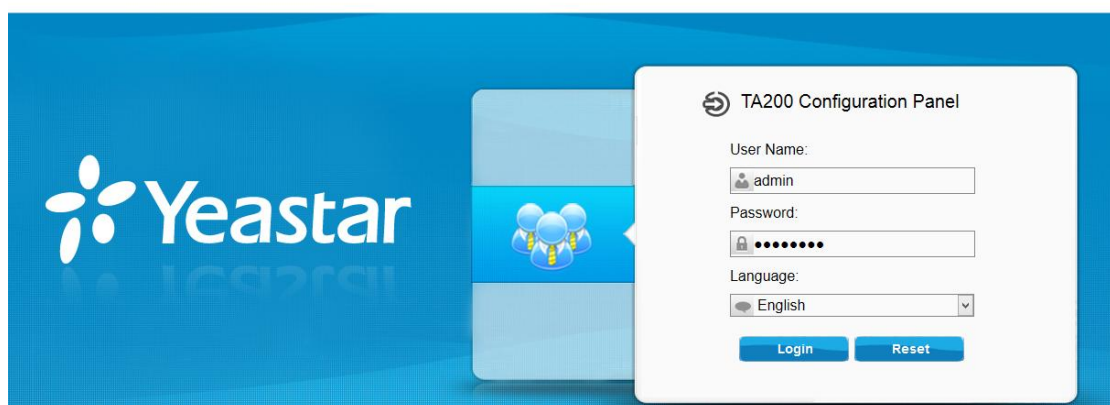 Yeastar
TA200 Configuration Panel
User Name:
admin
Password:
••••••••
Language:
English
Login
Reset